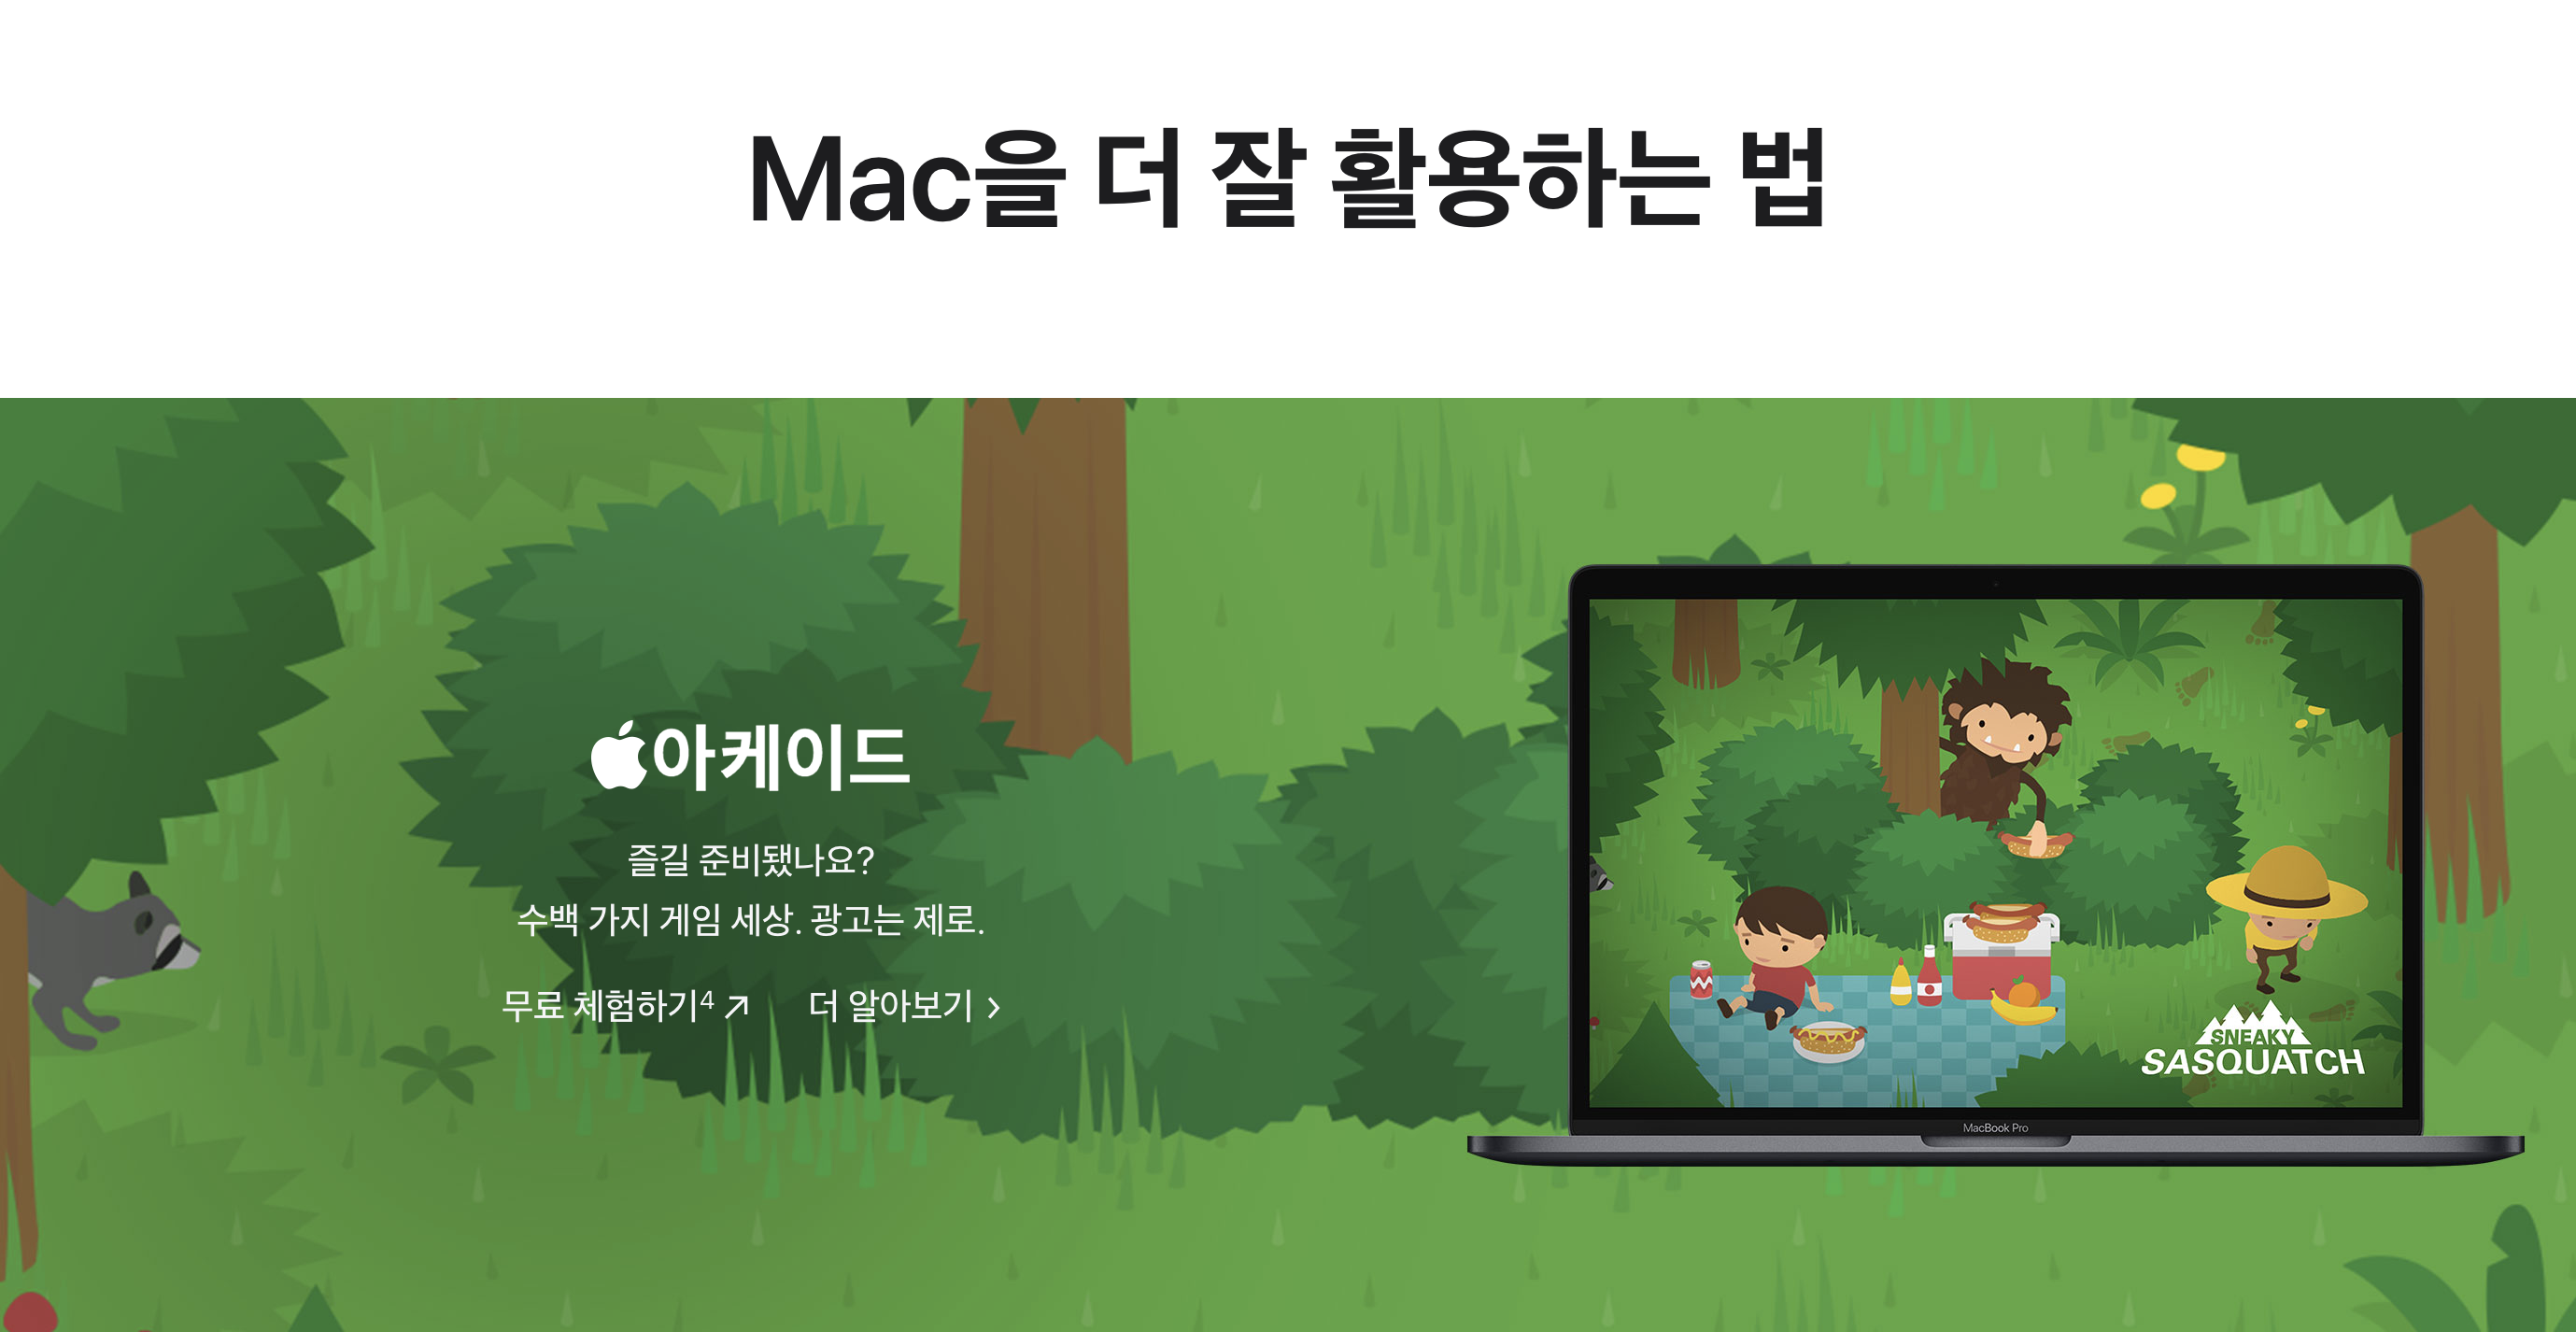 Mac을 더 잘 활용하는 법
아케이드
즐길 준비됐나요?
수백 가지 게임 세상. 광고는 제로.
무료 체험하기4 더 알아보기
SNEAKY
SASQUATCH
MacBook Pro